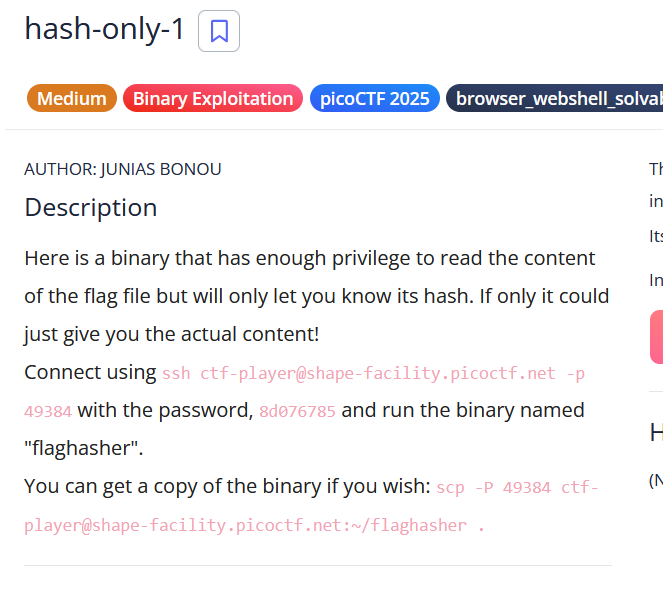 hash-only-1
Medium Binary Exploitation picoCTF 2025 browser_webshell_solvab
AUTHOR: JUNIAS BONOU
Description
Here is a binary that has enough privilege to read the content
of the flag file but will only let you know its hash. If only it could
just give you the actual content!
Connect using ssh ctf-player@shape-facility.picoctf.net -p
49384 with the password, 8d076785 and run the binary named
"flaghasher".
You can get a copy of the binary if you wish: scp -P 49384 ctf-
player@shape-facility.picoctf.net:~/flaghasher .